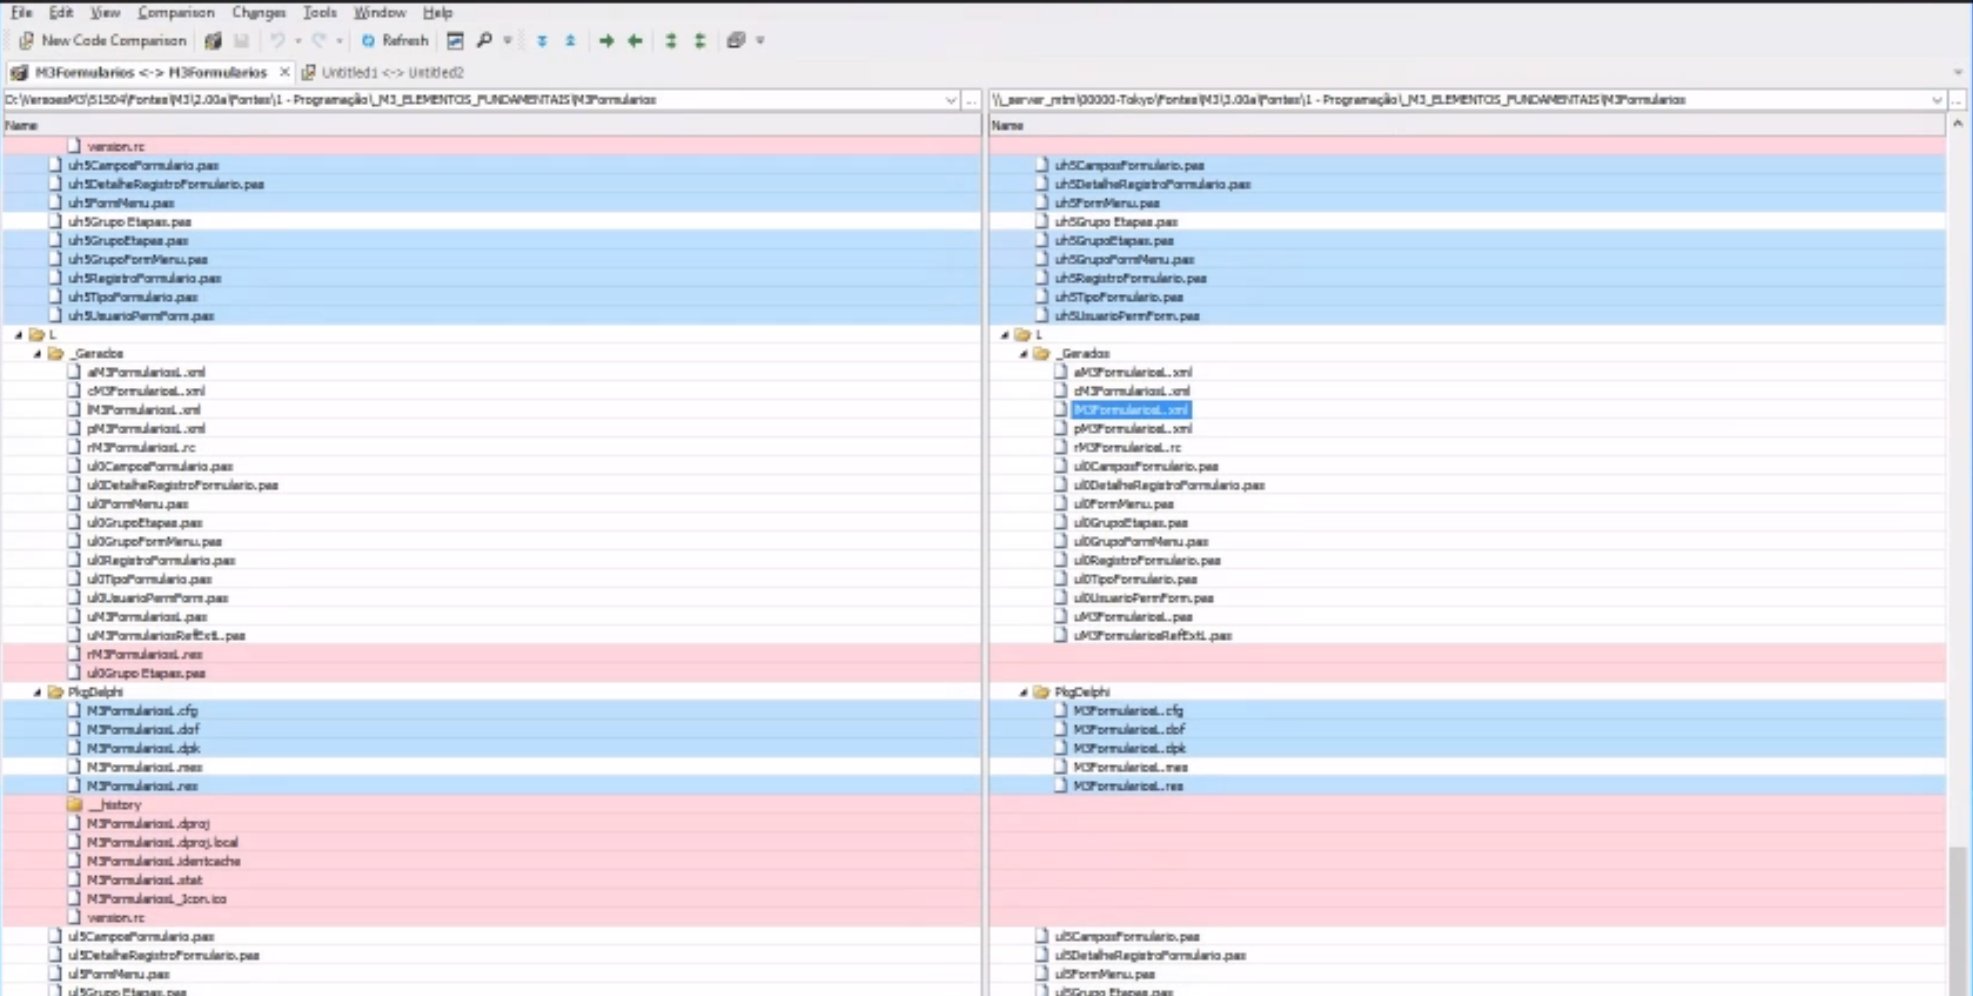 File Edit View Comparison Changes Tools Window Help
New Code Comparison Refresh
M3Formularios <-> M3Formularios Untitled1 <-> Untitled2
D:\VersoesM3\S1504\Fontes\M3\2.00a\Fontes\1 - Programação\_M3_ELEMENTOS_FUNDAMENTAIS\M3Formularios
\\_server_mtm\00000-Tokyo\Fontes\M3\3.00a\Fontes\1 - Programação\_M3_ELEMENTOS_FUNDAMENTAIS\M3Formularios
Name Name
version.rc
uh5CamposFormulario.pas uh5CamposFormulario.pas
uh5DetalheRegistroFormulario.pas uh5DetalheRegistroFormulario.pas
uh5FormMenu.pas uh5FormMenu.pas
uh5Grupo Etapas.pas uh5Grupo Etapas.pas
uh5GrupoEtapas.pas uh5GrupoEtapas.pas
uh5GrupoFormMenu.pas uh5GrupoFormMenu.pas
uh5RegistroFormulario.pas uh5RegistroFormulario.pas
uh5TipoFormulario.pas uh5TipoFormulario.pas
uh5UsuarioPermForm.pas uh5UsuarioPermForm.pas
L L
_Gerados _Gerados
aM3FormulariosL.xml aM3FormulariosL.xml
cM3FormulariosL.xml cM3FormulariosL.xml
lM3FormulariosL.xml lM3FormulariosL.xml
pM3FormulariosL.xml pM3FormulariosL.xml
rM3FormulariosL.rc rM3FormulariosL.rc
ul0CamposFormulario.pas ul0CamposFormulario.pas
ul0DetalheRegistroFormulario.pas ul0DetalheRegistroFormulario.pas
ul0FormMenu.pas ul0FormMenu.pas
ul0GrupoEtapas.pas ul0GrupoEtapas.pas
ul0GrupoFormMenu.pas ul0GrupoFormMenu.pas
ul0RegistroFormulario.pas ul0RegistroFormulario.pas
ul0TipoFormulario.pas ul0TipoFormulario.pas
ul0UsuarioPermForm.pas ul0UsuarioPermForm.pas
uM3FormulariosL.pas uM3FormulariosL.pas
uM3FormulariosRefExtL.pas uM3FormulariosRefExtL.pas
rM3FormulariosL.res
ul0Grupo Etapas.pas
PkgDelphi PkgDelphi
M3FormulariosL.cfg M3FormulariosL.cfg
M3FormulariosL.dof M3FormulariosL.dof
M3FormulariosL.dpk M3FormulariosL.dpk
M3FormulariosL.mes M3FormulariosL.mes
M3FormulariosL.res M3FormulariosL.res
__history
M3FormulariosL.dproj
M3FormulariosL.dproj.local
M3FormulariosL.identcache
M3FormulariosL.stat
M3FormulariosL_Icon.ico
version.rc
ul5CamposFormulario.pas ul5CamposFormulario.pas
ul5DetalheRegistroFormulario.pas ul5DetalheRegistroFormulario.pas
ul5FormMenu.pas ul5FormMenu.pas
ul5Grupo Etapas.pas ul5Grupo Etapas.pas